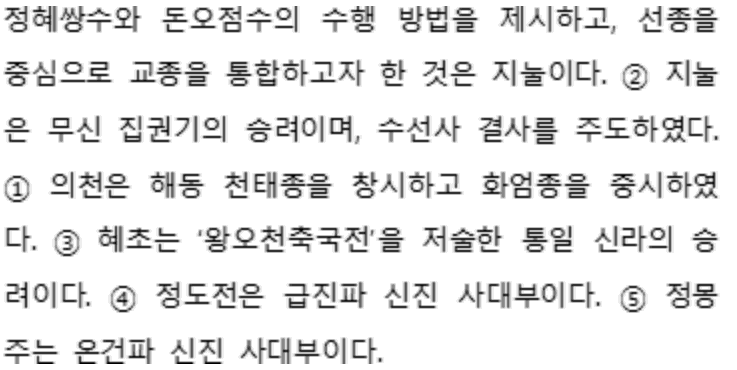 정혜쌍수와 돈오점수의 수행 방법을 제시하고, 선종을
중심으로 교종을 통합하고자 한 것은 지눌이다. ② 지눌
은 무신 집권기의 승려이며, 수선사 결사를 주도하였다.
① 의천은 해동 천태종을 창시하고 화엄종을 중시하였
다. ③ 혜초는 ‘왕오천축국전’을 저술한 통일 신라의 승
려이다. ④ 정도전은 급진파 신진 사대부이다. ⑤ 정몽
주는 온건파 신진 사대부이다.